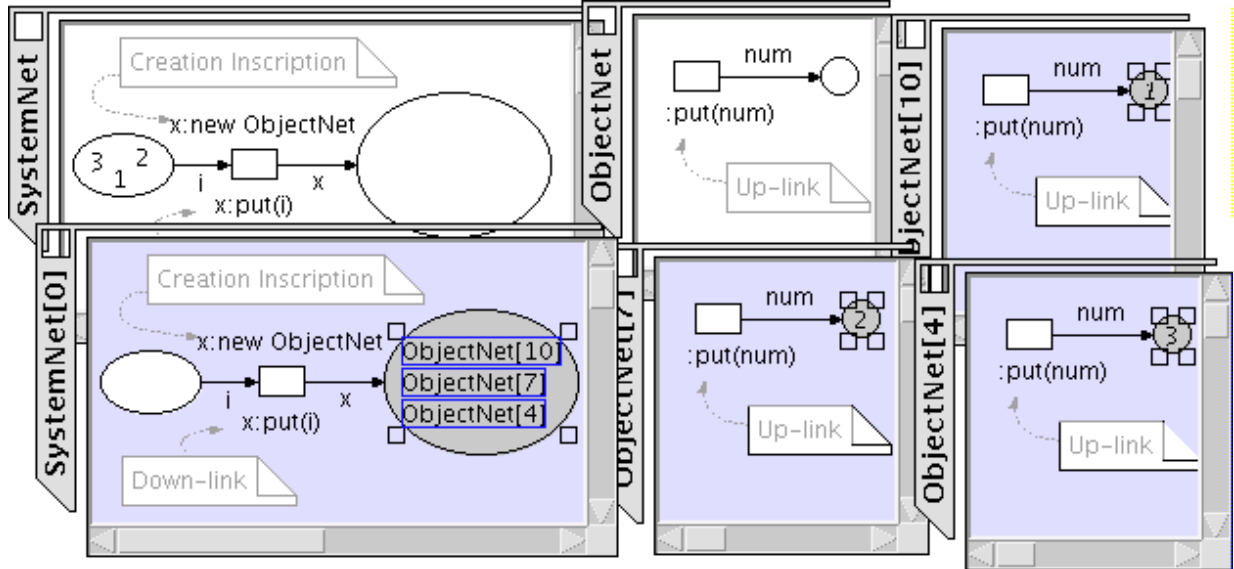 SystemNet
Creation Inscription
x:new ObjectNet
3 2
1
i
x
x:put(i)
ObjectNet
num
:put(num)
Up-link
ObjectNet[10]
num
1
:put(num)
Up-link
SystemNet[0]
Creation Inscription
x:new ObjectNet
i
x
x:put(i)
Down-link
ObjectNet[10]
ObjectNet[7]
ObjectNet[4]
ObjectNet[7]
num
2
:put(num)
Up-link
ObjectNet[4]
num
3
:put(num)
Up-link